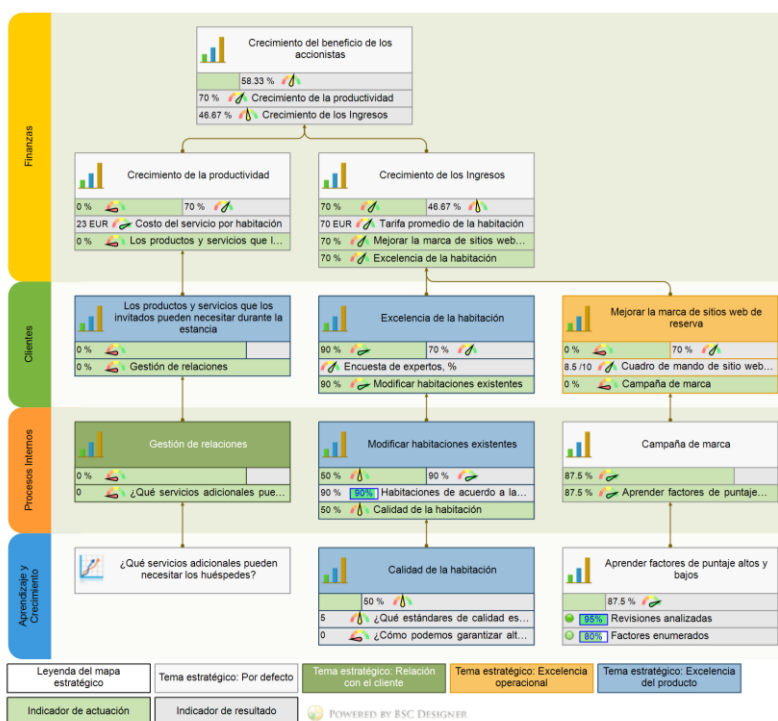 Finanzas
Crecimiento del beneficio de los
accionistas
58.33 %
70 % Crecimiento de la productividad
46.67 % Crecimiento de los Ingresos
Crecimiento de la productividad
0 % 70 %
23 EUR Costo del servicio por habitación
0 % Los productos y servicios que l…
Crecimiento de los Ingresos
70 % 46.67 %
70 EUR Tarifa promedio de la habitación
70 % Mejorar la marca de sitios web…
70 % Excelencia de la habitación
Clientes
Los productos y servicios que los
invitados pueden necesitar durante la
estancia
0 %
0 % Gestión de relaciones
Excelencia de la habitación
90 % 70 %
Encuesta de expertos, %
90 % Modificar habitaciones existentes
Mejorar la marca de sitios web de
reserva
0 % 70 %
8.5 /10 Cuadro de mando de sitio web…
0 % Campaña de marca
Procesos Internos
Gestión de relaciones
0 %
0 ¿Qué servicios adicionales pue…
Modificar habitaciones existentes
50 % 90 %
90 % 90% Habitaciones de acuerdo a la…
50 % Calidad de la habitación
Campaña de marca
87.5 %
87.5 % Aprender factores de puntaje…
Aprendizaje y
Crecimiento
¿Qué servicios adicionales pueden
necesitar los huéspedes?
Calidad de la habitación
50 %
5 ¿Qué estándares de calidad es…
0 ¿Cómo podemos garantizar alt…
Aprender factores de puntaje altos y
bajos
87.5 %
95% Revisiones analizadas
80% Factores enumerados
Leyenda del mapa
estratégico
Tema estratégico: Por defecto
Tema estratégico: Relación
con el cliente
Tema estratégico: Excelencia
operacional
Tema estratégico: Excelencia
del producto
Indicador de actuación
Indicador de resultado
POWERED BY BSC DESIGNER